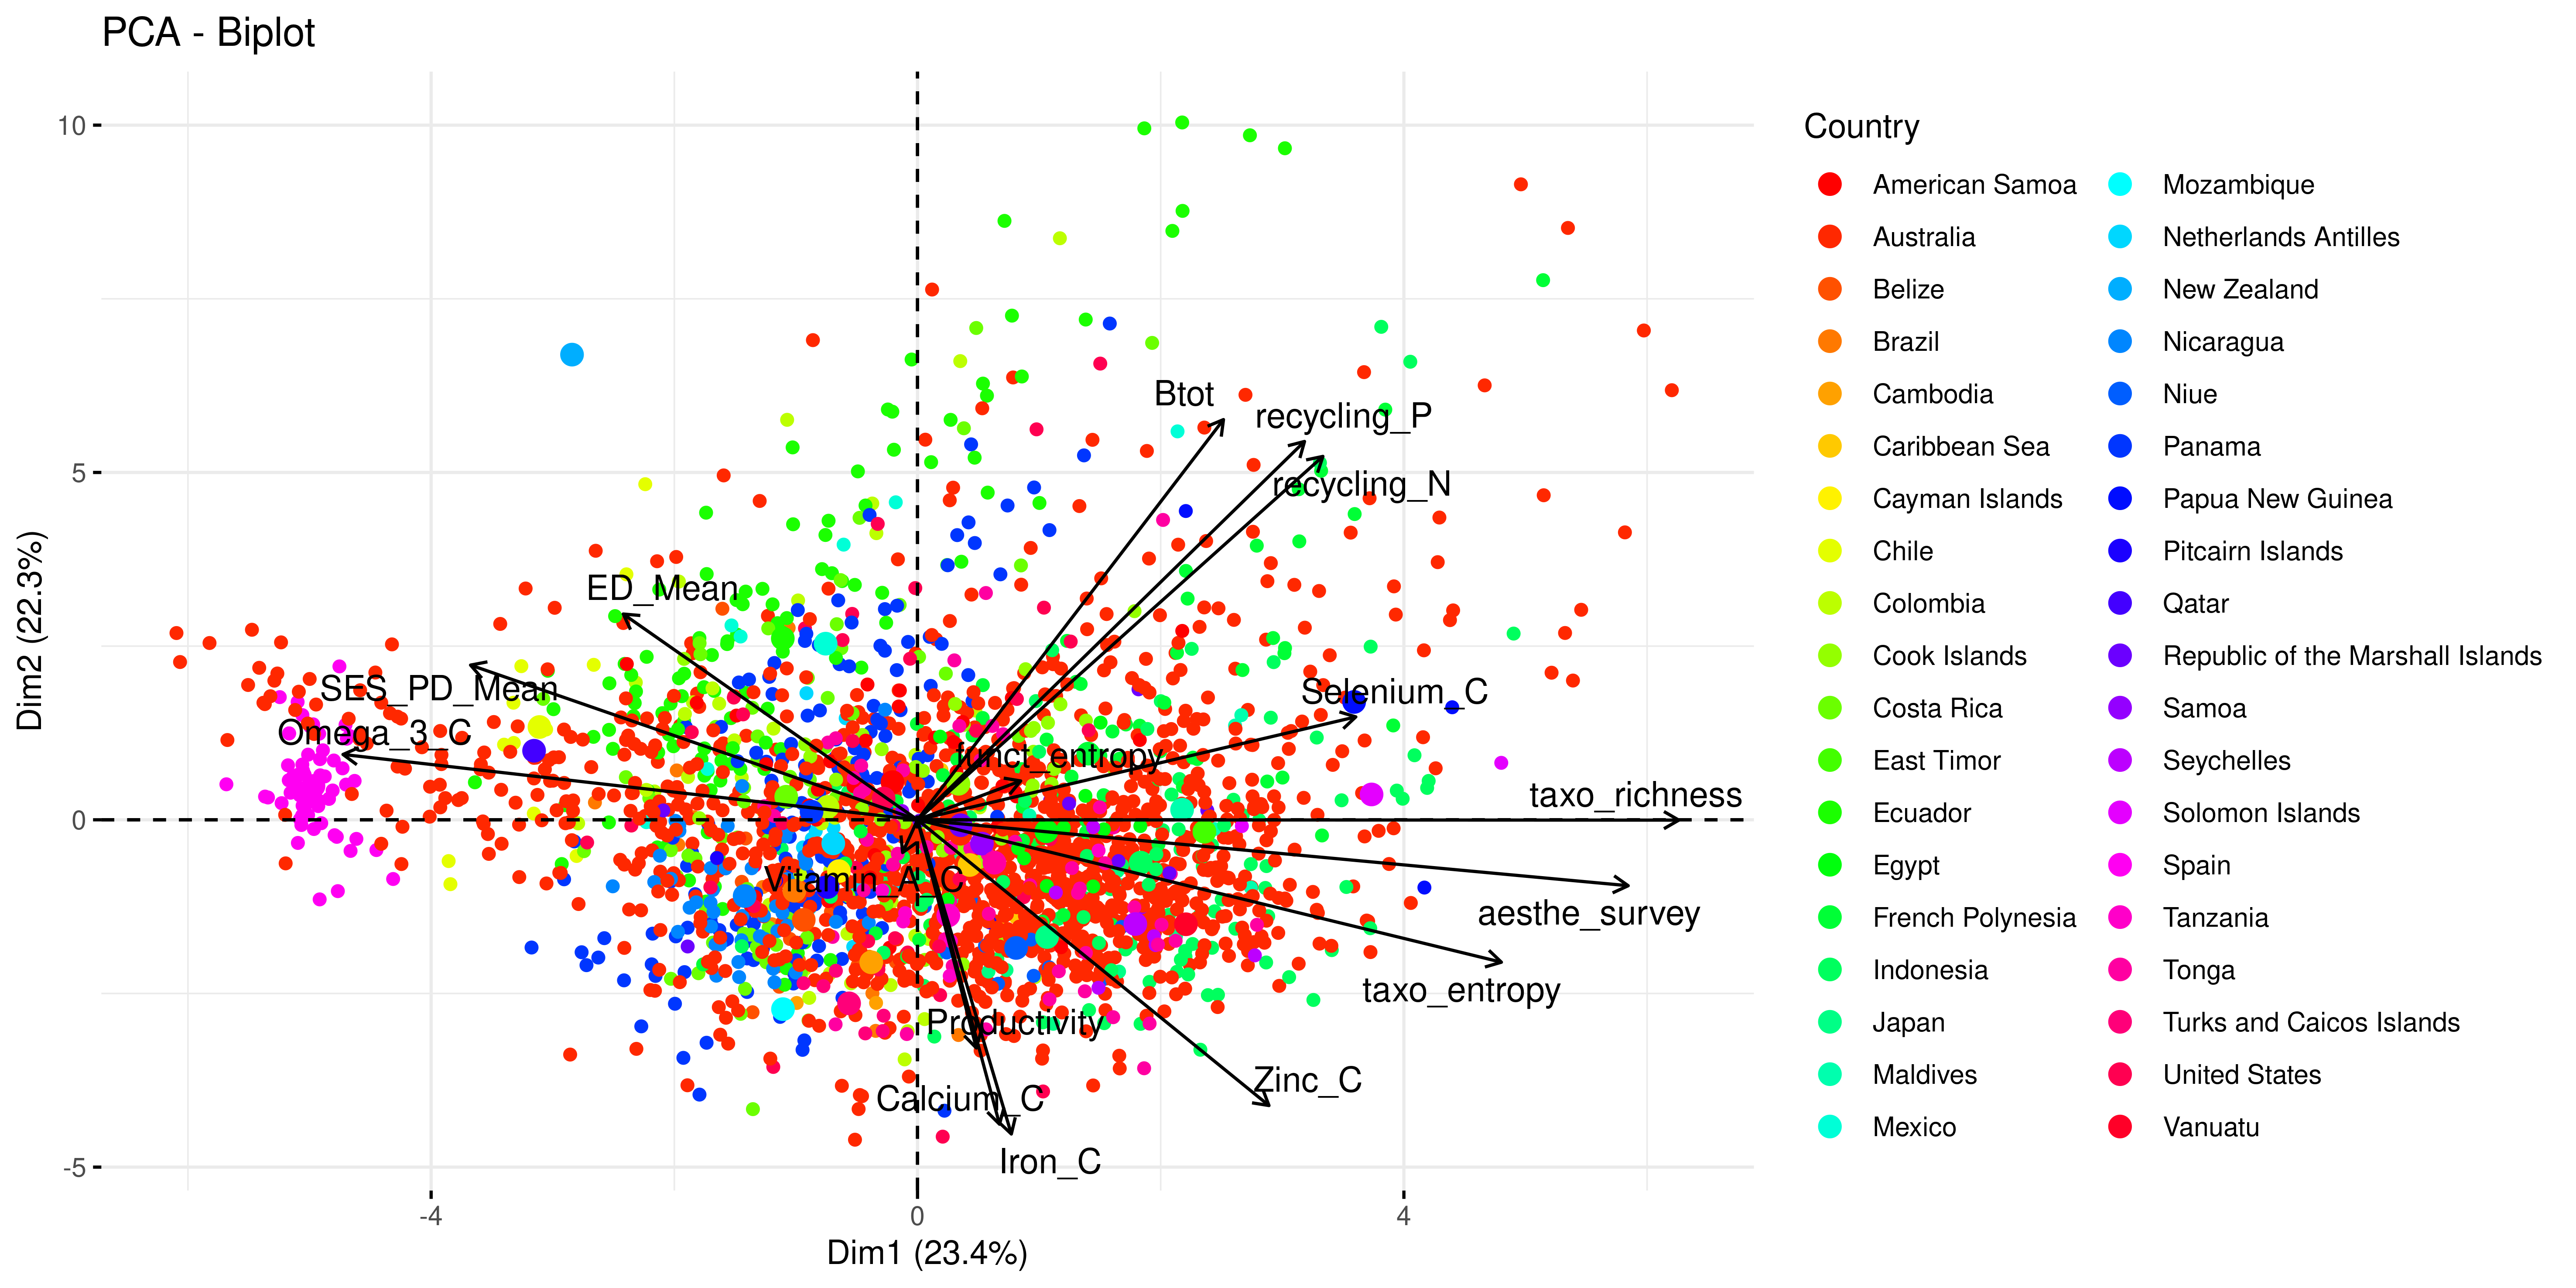 PCA - Biplot
10
5
0
-5
-4
0
4
Dim1 (23.4%)
Dim2 (22.3%)
Btot
recycling_P
recycling_N
ED_Mean
SES_PD_Mean
Omega_3_C
Selenium_C
funct_entropy
taxo_richness
Vitamin_A_C
aesthe_survey
taxo_entropy
Productivity
Zinc_C
Calcium_C
Iron_C
Country
American Samoa
Australia
Belize
Brazil
Cambodia
Caribbean Sea
Cayman Islands
Chile
Colombia
Cook Islands
Costa Rica
East Timor
Ecuador
Egypt
French Polynesia
Indonesia
Japan
Maldives
Mexico
Mozambique
Netherlands Antilles
New Zealand
Nicaragua
Niue
Panama
Papua New Guinea
Pitcairn Islands
Qatar
Republic of the Marshall Islands
Samoa
Seychelles
Solomon Islands
Spain
Tanzania
Tonga
Turks and Caicos Islands
United States
Vanuatu